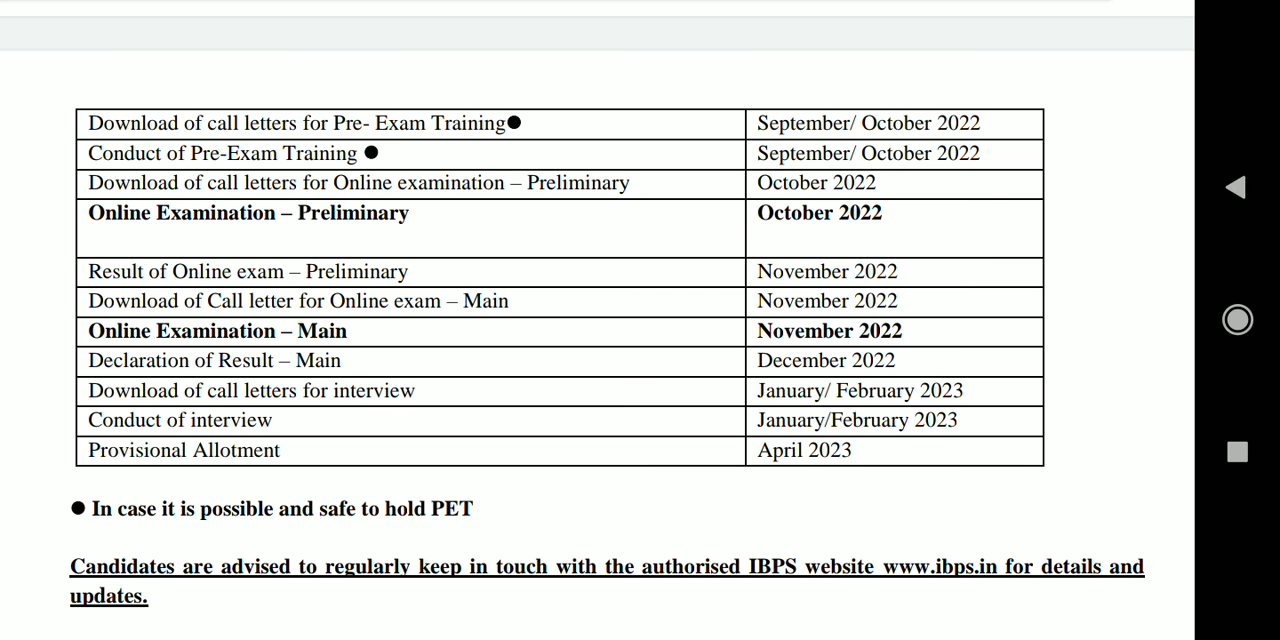 Download of call letters for Pre- Exam Training● September/ October 2022
Conduct of Pre-Exam Training ● September/ October 2022
Download of call letters for Online examination – Preliminary October 2022
Online Examination – Preliminary October 2022
Result of Online exam – Preliminary November 2022
Download of Call letter for Online exam – Main November 2022
Online Examination – Main November 2022
Declaration of Result – Main December 2022
Download of call letters for interview January/ February 2023
Conduct of interview January/February 2023
Provisional Allotment April 2023
● In case it is possible and safe to hold PET
Candidates are advised to regularly keep in touch with the authorised IBPS website www.ibps.in for details and
updates.